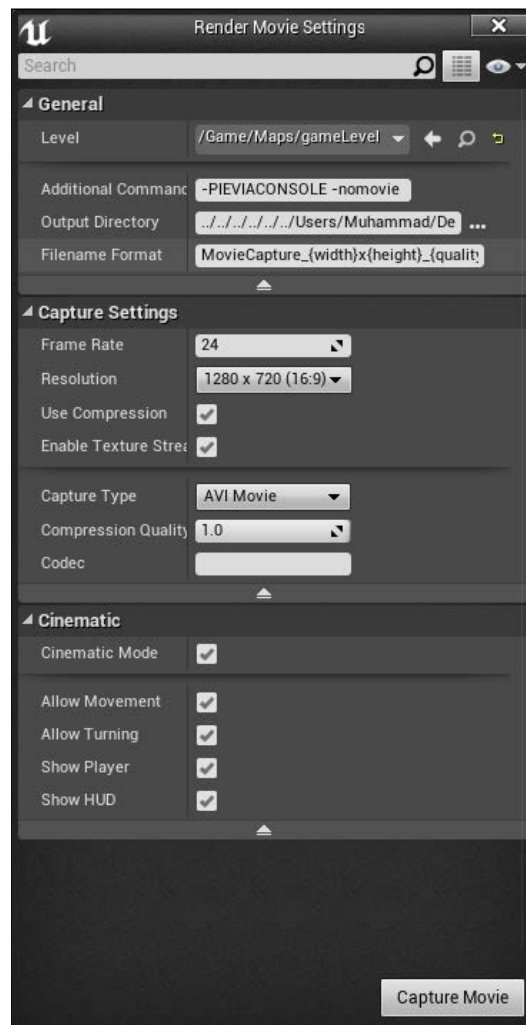 Render Movie Settings
Search
General
Level /Game/Maps/gameLevel
Additional Command -PIEVIACONSOLE -nomovie
Output Directory ../../../../../../Users/Muhammad/De ...
Filename Format MovieCapture_{width}x{height}_{quality
Capture Settings
Frame Rate 24
Resolution 1280 x 720 (16:9)
Use Compression
Enable Texture Strea
Capture Type AVI Movie
Compression Quality 1.0
Codec
Cinematic
Cinematic Mode
Allow Movement
Allow Turning
Show Player
Show HUD
Capture Movie